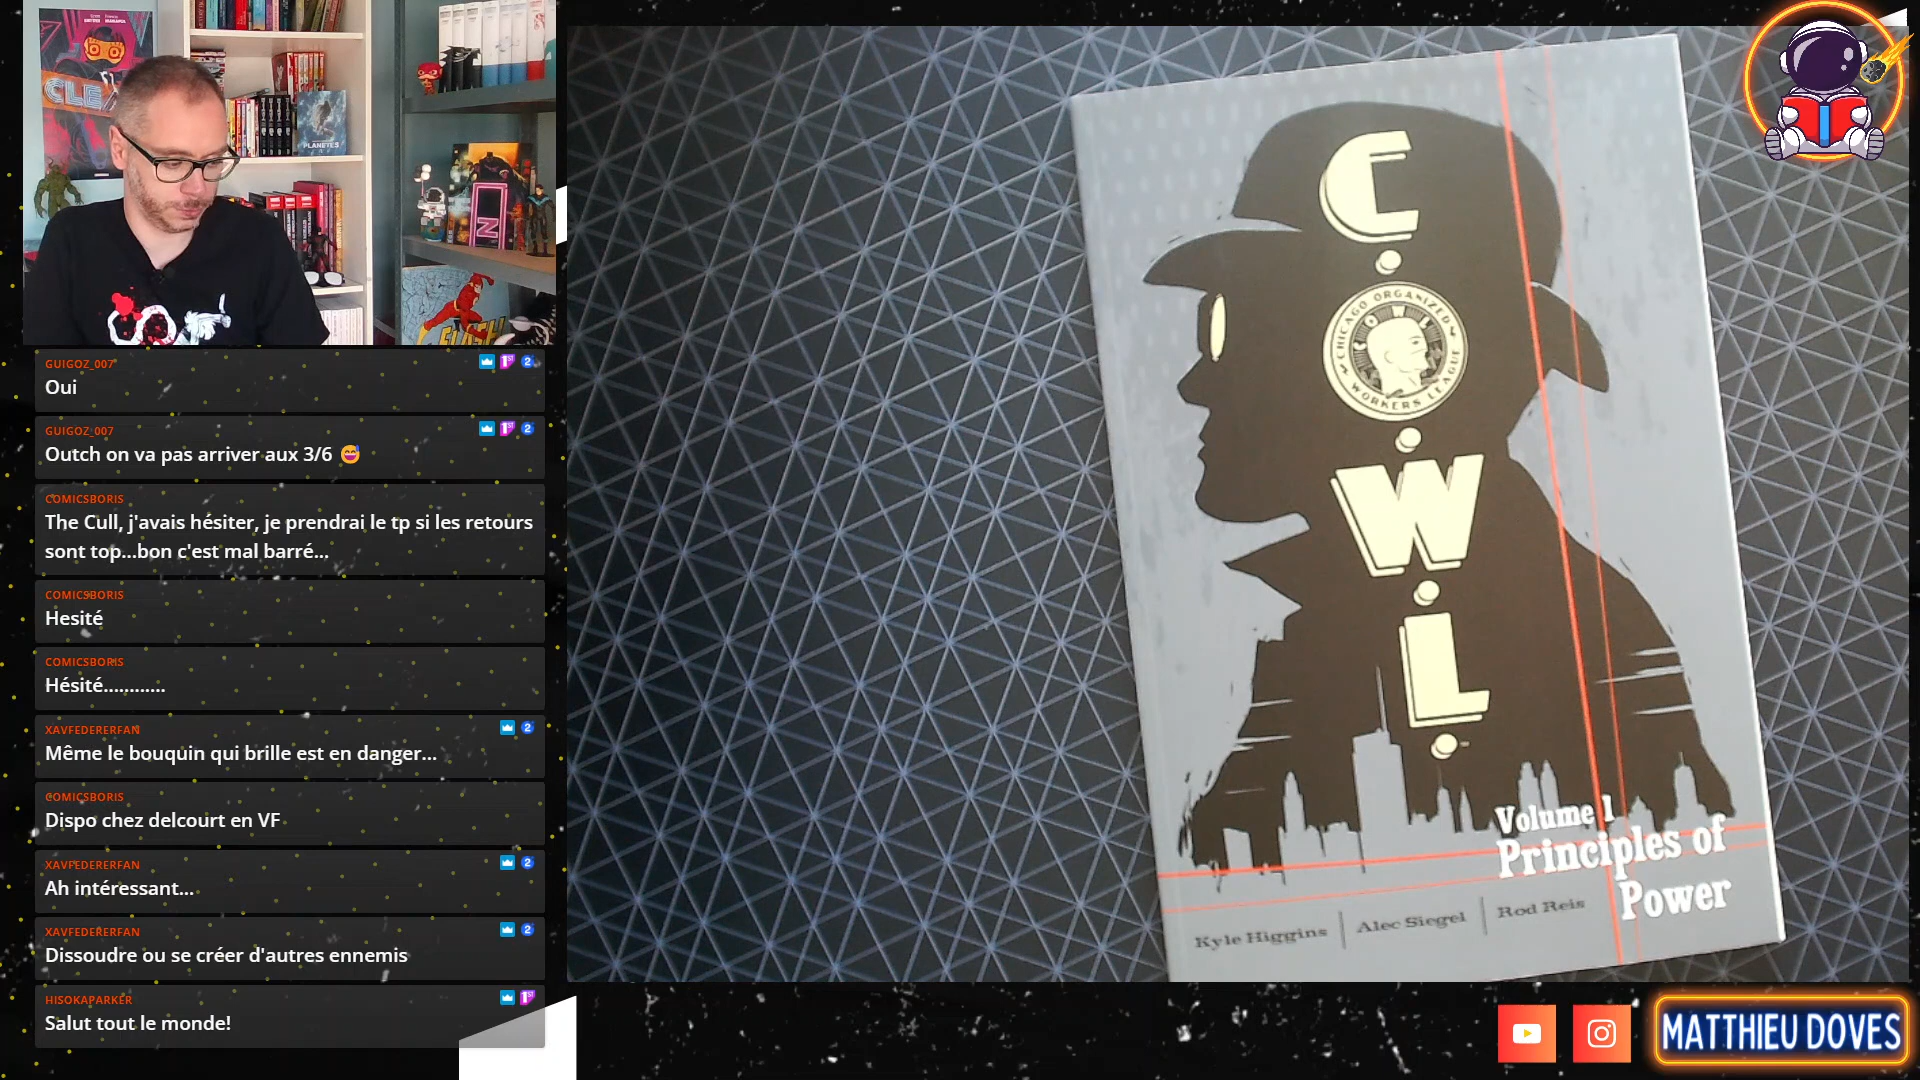 CLEA
PLANETES
N
FLASH
GUIGOZ_007
Oui
GUIGOZ_007
Outch on va pas arriver aux 3/6 😅
COMICSBORIS
The Cull, j'avais hésiter, je prendrai le tp si les retours
sont top...bon c'est mal barré...
COMICSBORIS
Hesité
COMICSBORIS
Hésité............
XAVFEDERERFAN
Même le bouquin qui brille est en danger...
COMICSBORIS
Dispo chez delcourt en VF
XAVFEDERERFAN
Ah intéressant...
XAVFEDERERFAN
Dissoudre ou se créer d'autres ennemis
HISOKAPARKER
Salut tout le monde!
C.
CHICAGO ORGANIZED
WORKERS LEAGUE
COWL
W.
L.
Volume 1
Principles of
Power
Kyle Higgins | Alec Siegel | Rod Reis
MATTHIEU DOVES